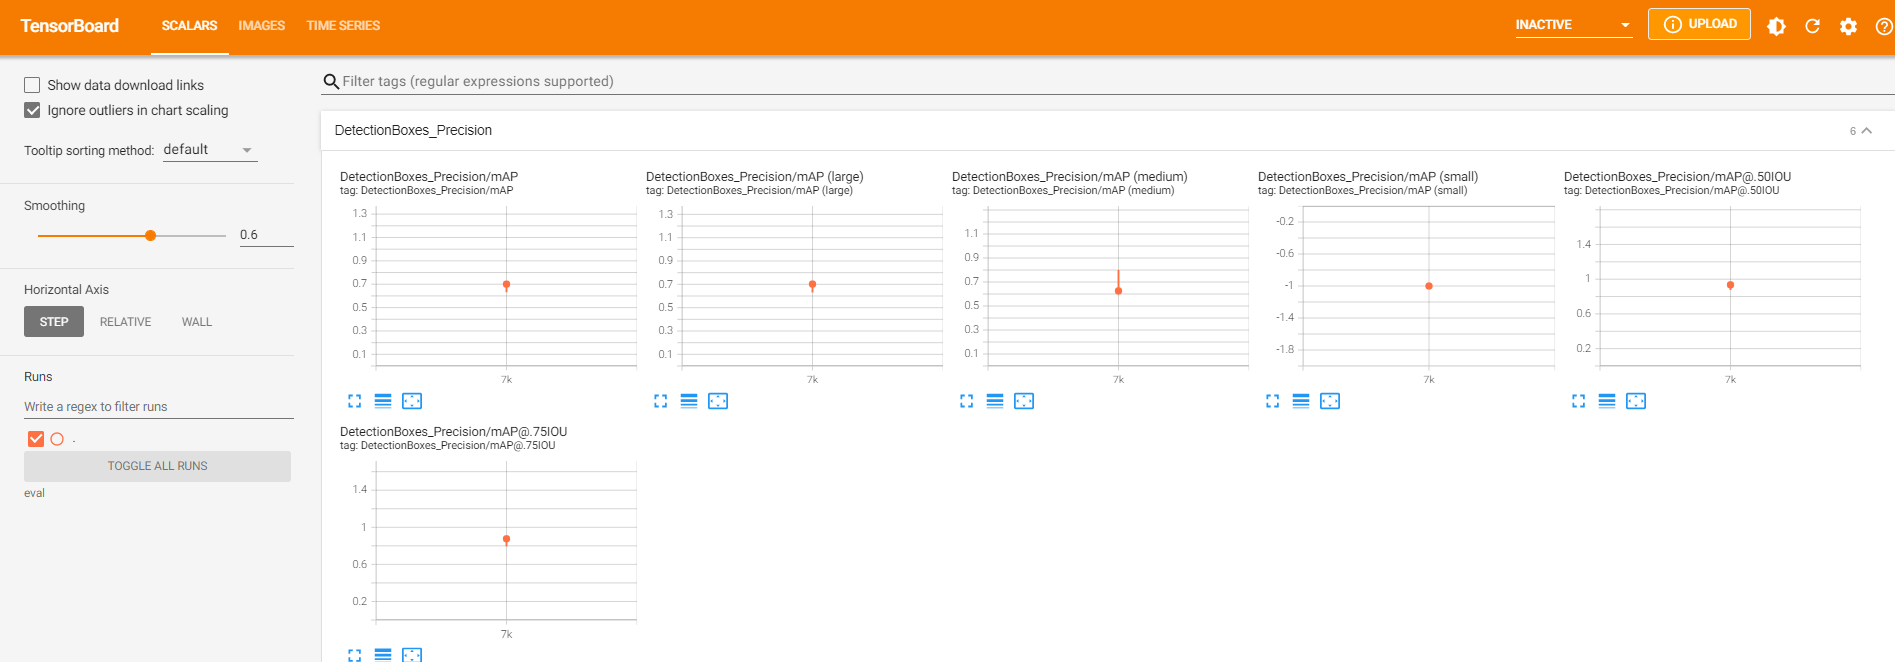 TensorBoard SCALARS IMAGES TIME SERIES INACTIVE UPLOAD
Show data download links
Ignore outliers in chart scaling
Tooltip sorting method: default
Smoothing
0.6
Horizontal Axis
STEP RELATIVE WALL
Runs
Write a regex to filter runs
.
TOGGLE ALL RUNS
eval
Filter tags (regular expressions supported)
DetectionBoxes_Precision 6
DetectionBoxes_Precision/mAP
tag: DetectionBoxes_Precision/mAP
1.3
1.1
0.9
0.7
0.5
0.3
0.1
7k
DetectionBoxes_Precision/mAP (large)
tag: DetectionBoxes_Precision/mAP (large)
1.3
1.1
0.9
0.7
0.5
0.3
0.1
7k
DetectionBoxes_Precision/mAP (medium)
tag: DetectionBoxes_Precision/mAP (medium)
1.1
0.9
0.7
0.5
0.3
0.1
7k
DetectionBoxes_Precision/mAP (small)
tag: DetectionBoxes_Precision/mAP (small)
-0.2
-0.6
-1
-1.4
-1.8
7k
DetectionBoxes_Precision/mAP@.50IOU
tag: DetectionBoxes_Precision/mAP@.50IOU
1.4
1
0.6
0.2
7k
DetectionBoxes_Precision/mAP@.75IOU
tag: DetectionBoxes_Precision/mAP@.75IOU
1.4
1
0.6
0.2
7k